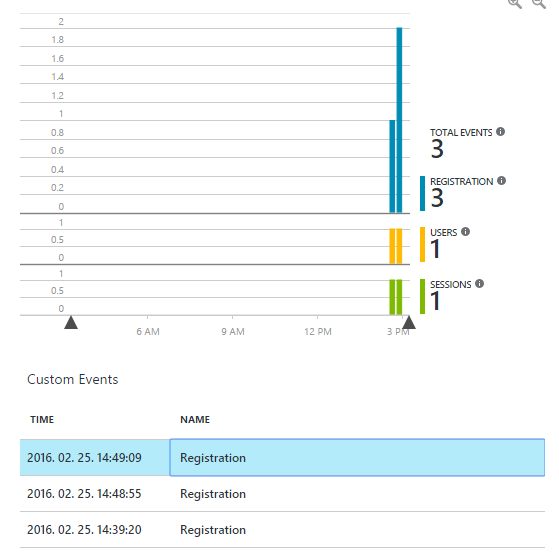 2
1.8
1.6
1.4
1.2
1
0.8
0.6
0.4
0.2
0
TOTAL EVENTS
3
REGISTRATION
3
1
0.5
0
USERS
1
1
0.5
0
SESSIONS
1
6 AM 9 AM 12 PM 3 PM
Custom Events
TIME NAME
2016. 02. 25. 14:49:09 Registration
2016. 02. 25. 14:48:55 Registration
2016. 02. 25. 14:39:20 Registration